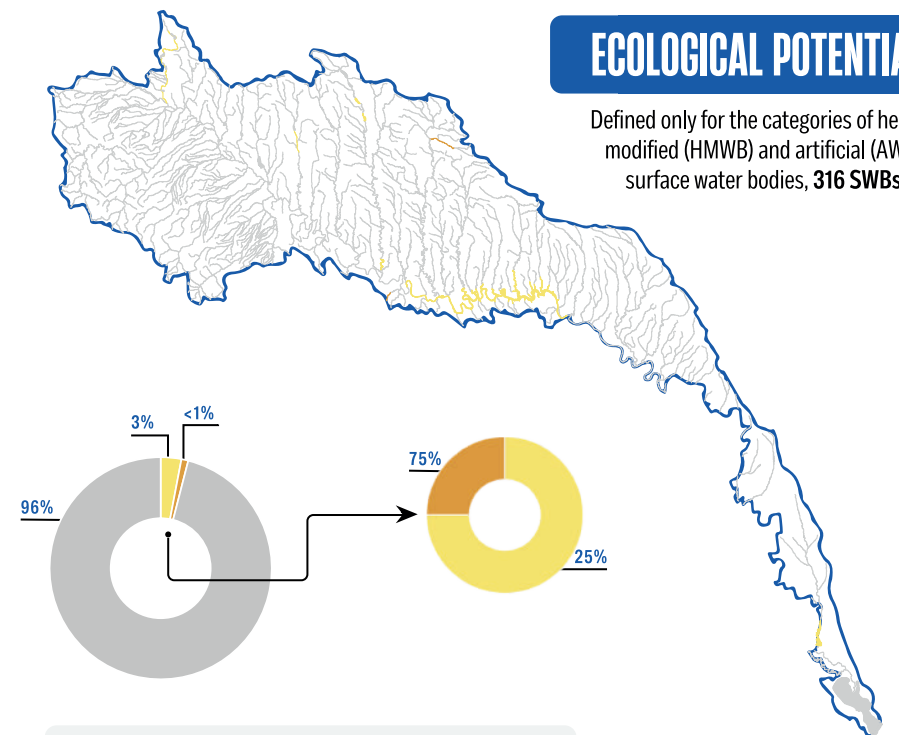 ECOLOGICAL POTENTIA
Defined only for the categories of he
modified (HMWB) and artificial (AW
surface water bodies, 316 SWBs
3%
<1%
96%
75%
25%